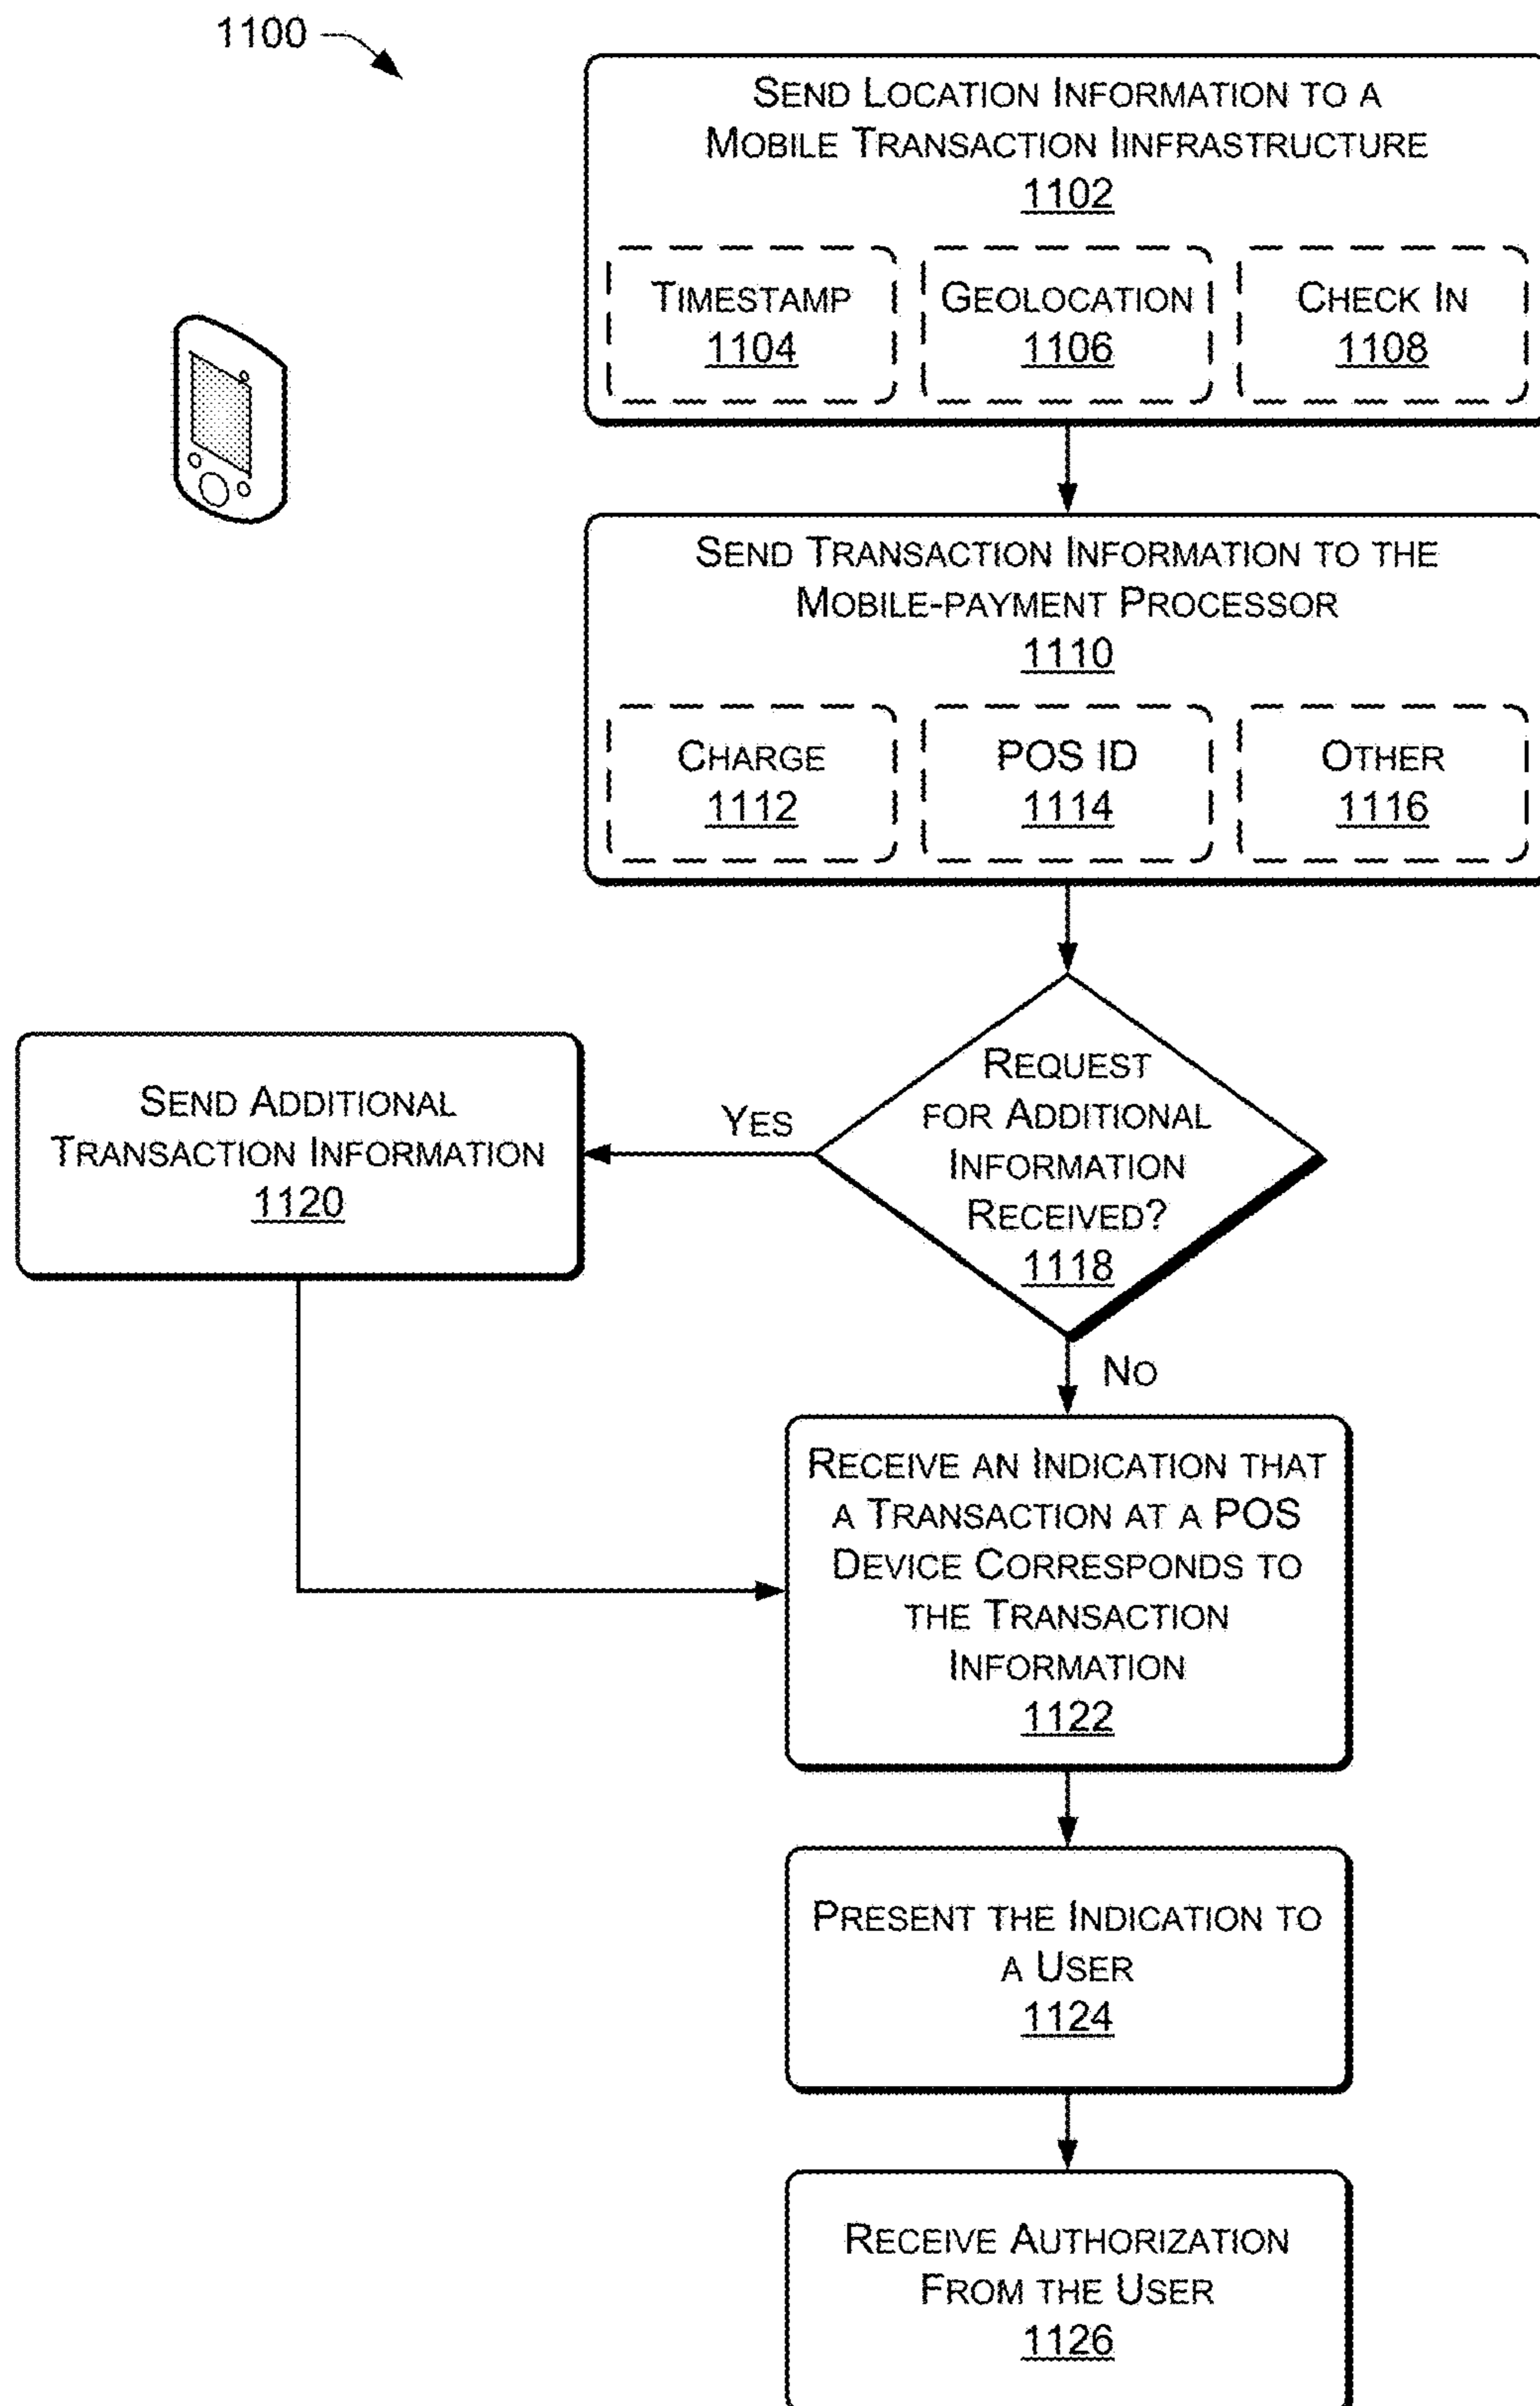 1100
SEND LOCATION INFORMATION TO A
MOBILE TRANSACTION IINFRASTRUCTURE
1102
TIMESTAMP
1104
GEOLOCATION
1106
CHECK IN
1108
SEND TRANSACTION INFORMATION TO THE
MOBILE-PAYMENT PROCESSOR
1110
CHARGE
1112
POS ID
1114
OTHER
1116
REQUEST
FOR ADDITIONAL
INFORMATION
RECEIVED?
1118
YES
SEND ADDITIONAL
TRANSACTION INFORMATION
1120
NO
RECEIVE AN INDICATION THAT
A TRANSACTION AT A POS
DEVICE CORRESPONDS TO
THE TRANSACTION
INFORMATION
1122
PRESENT THE INDICATION TO
A USER
1124
RECEIVE AUTHORIZATION
FROM THE USER
1126